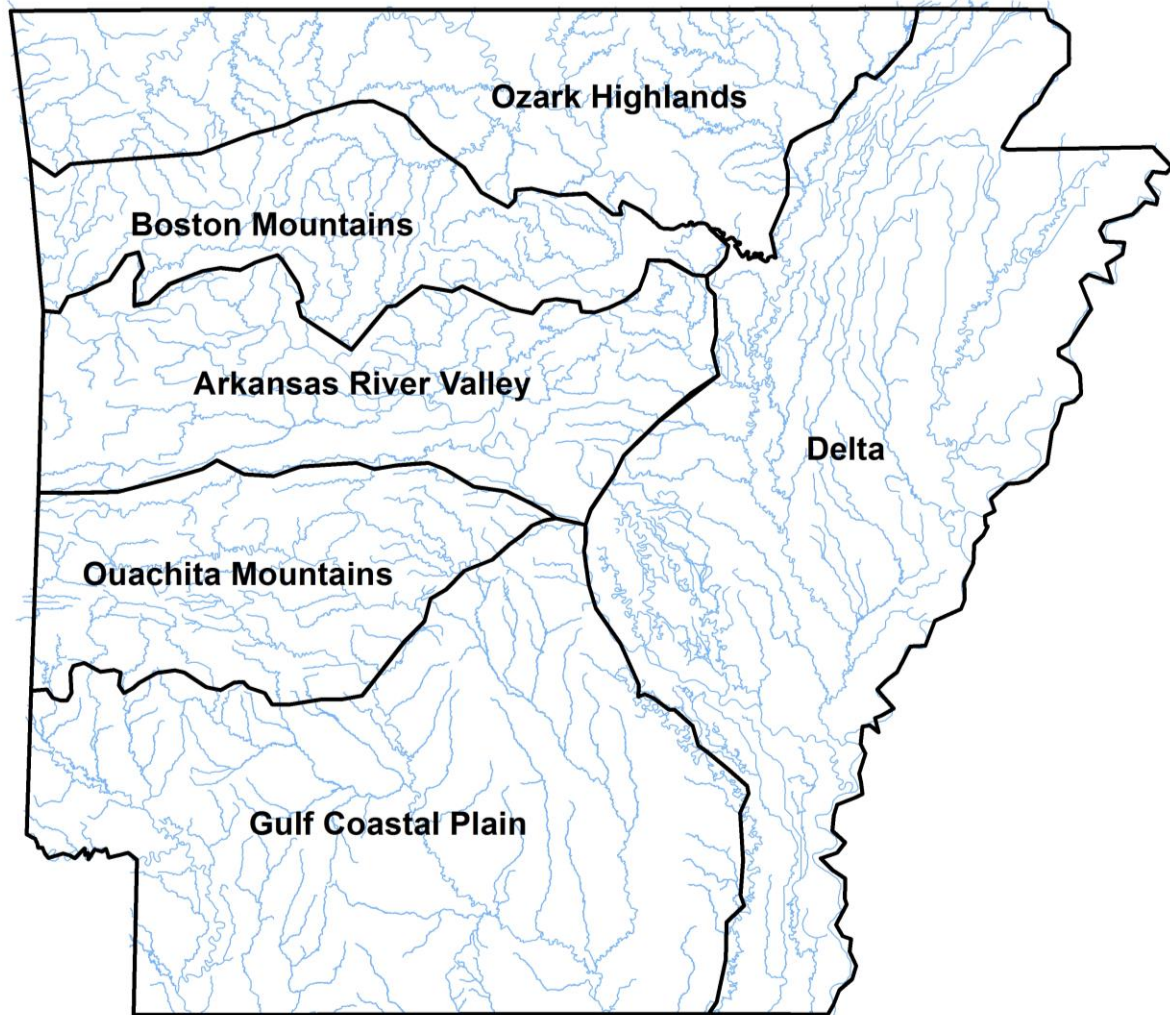 Ozark Highlands
Boston Mountains
Arkansas River Valley
Delta
Ouachita Mountains
Gulf Coastal Plain